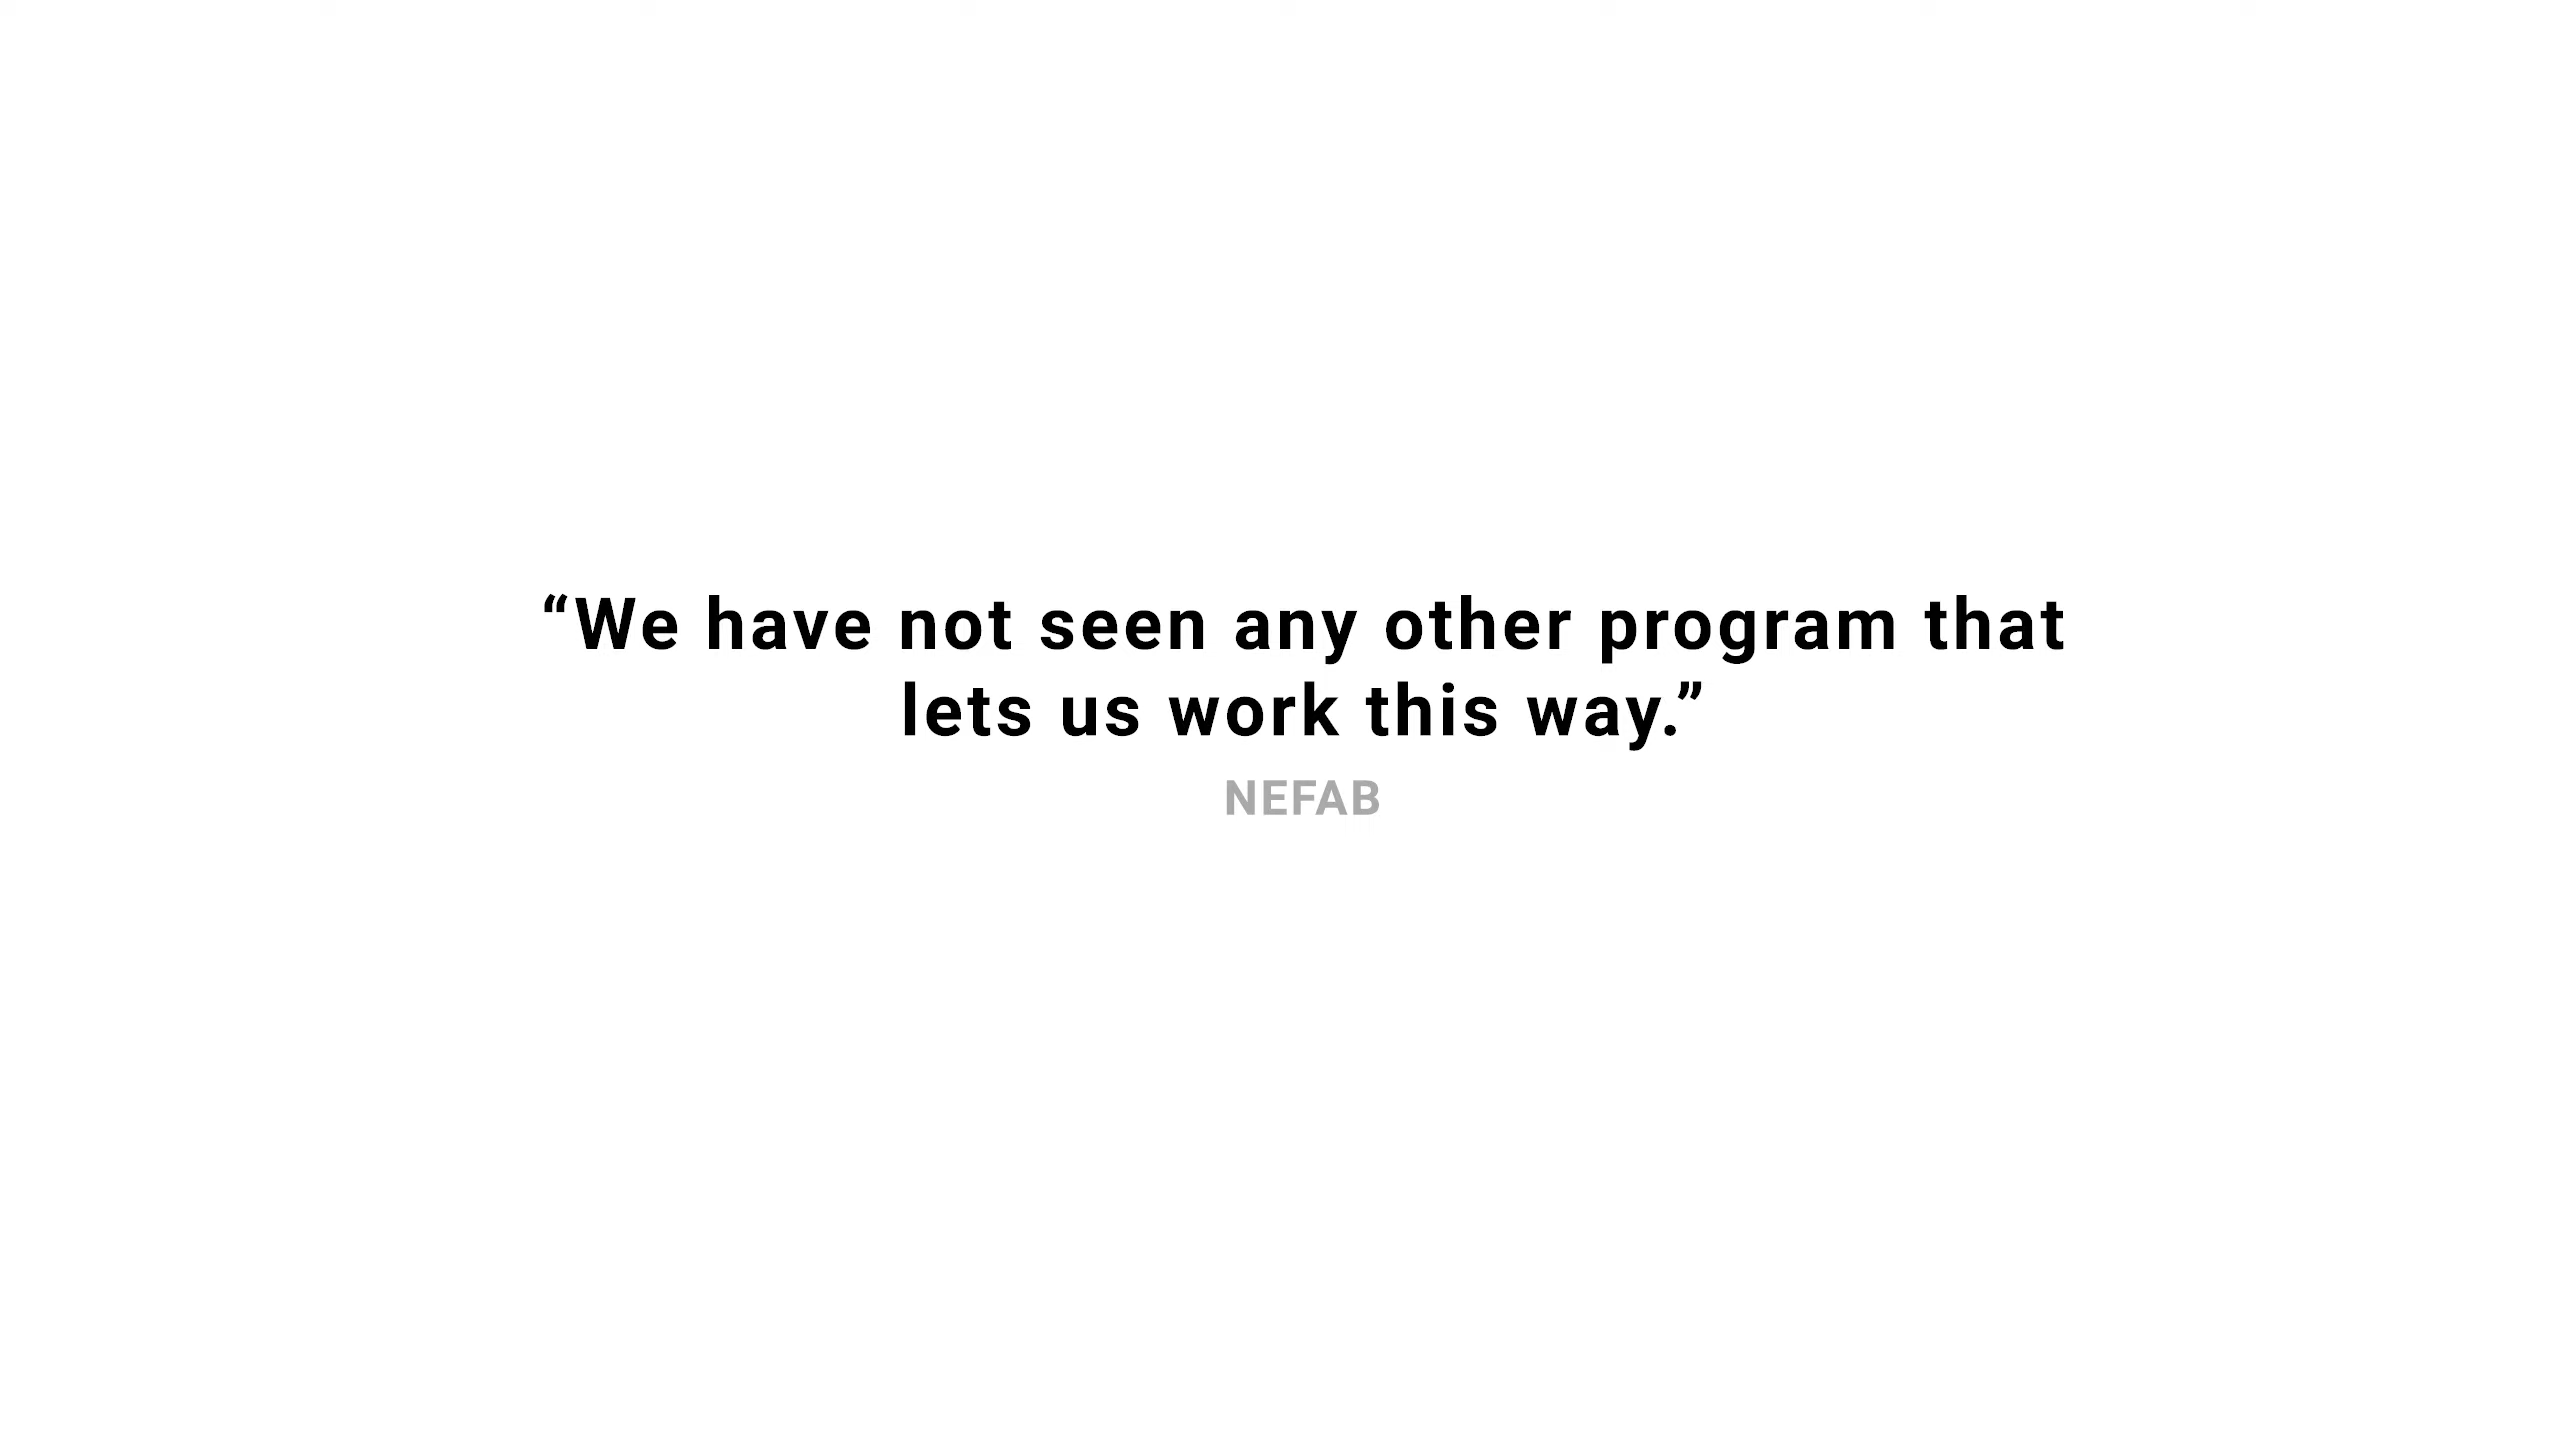 “We have not seen any other program that
lets us work this way.”
NEFAB